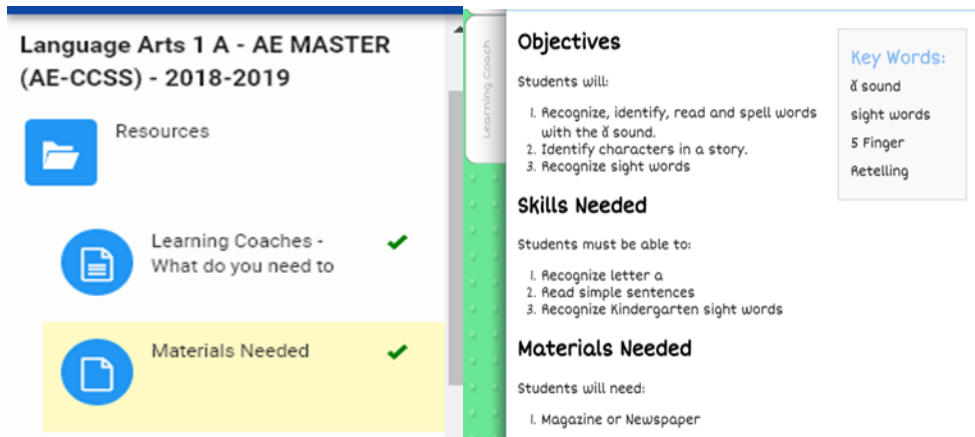 Language Arts 1 A - AE MASTER
(AE-CCSS) - 2018-2019
Resources
Learning Coaches -
What do you need to
Materials Needed
Learning Coach
Objectives
Students will:
1. Recognize, identify, read and spell words
with the ă sound.
2. Identify characters in a story.
3. Recognize sight words
Skills Needed
Students must be able to:
1. Recognize letter a
2. Read simple sentences
3. Recognize Kindergarten sight words
Materials Needed
Students will need:
1. Magazine or Newspaper
Key Words:
ă sound
sight words
5 Finger
Retelling